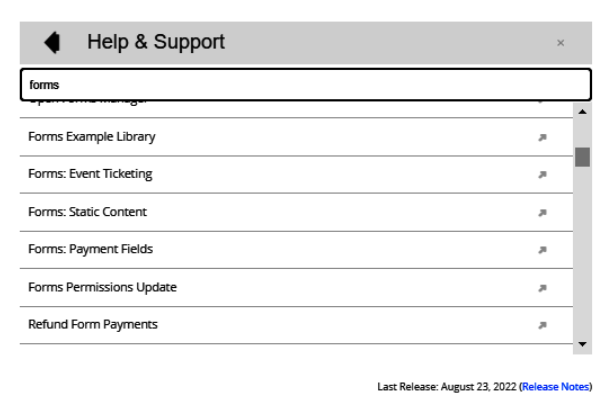 Help & Support
×
forms
Forms Example Library
Forms: Event Ticketing
Forms: Static Content
Forms: Payment Fields
Forms Permissions Update
Refund Form Payments
Last Release: August 23, 2022 (Release Notes)